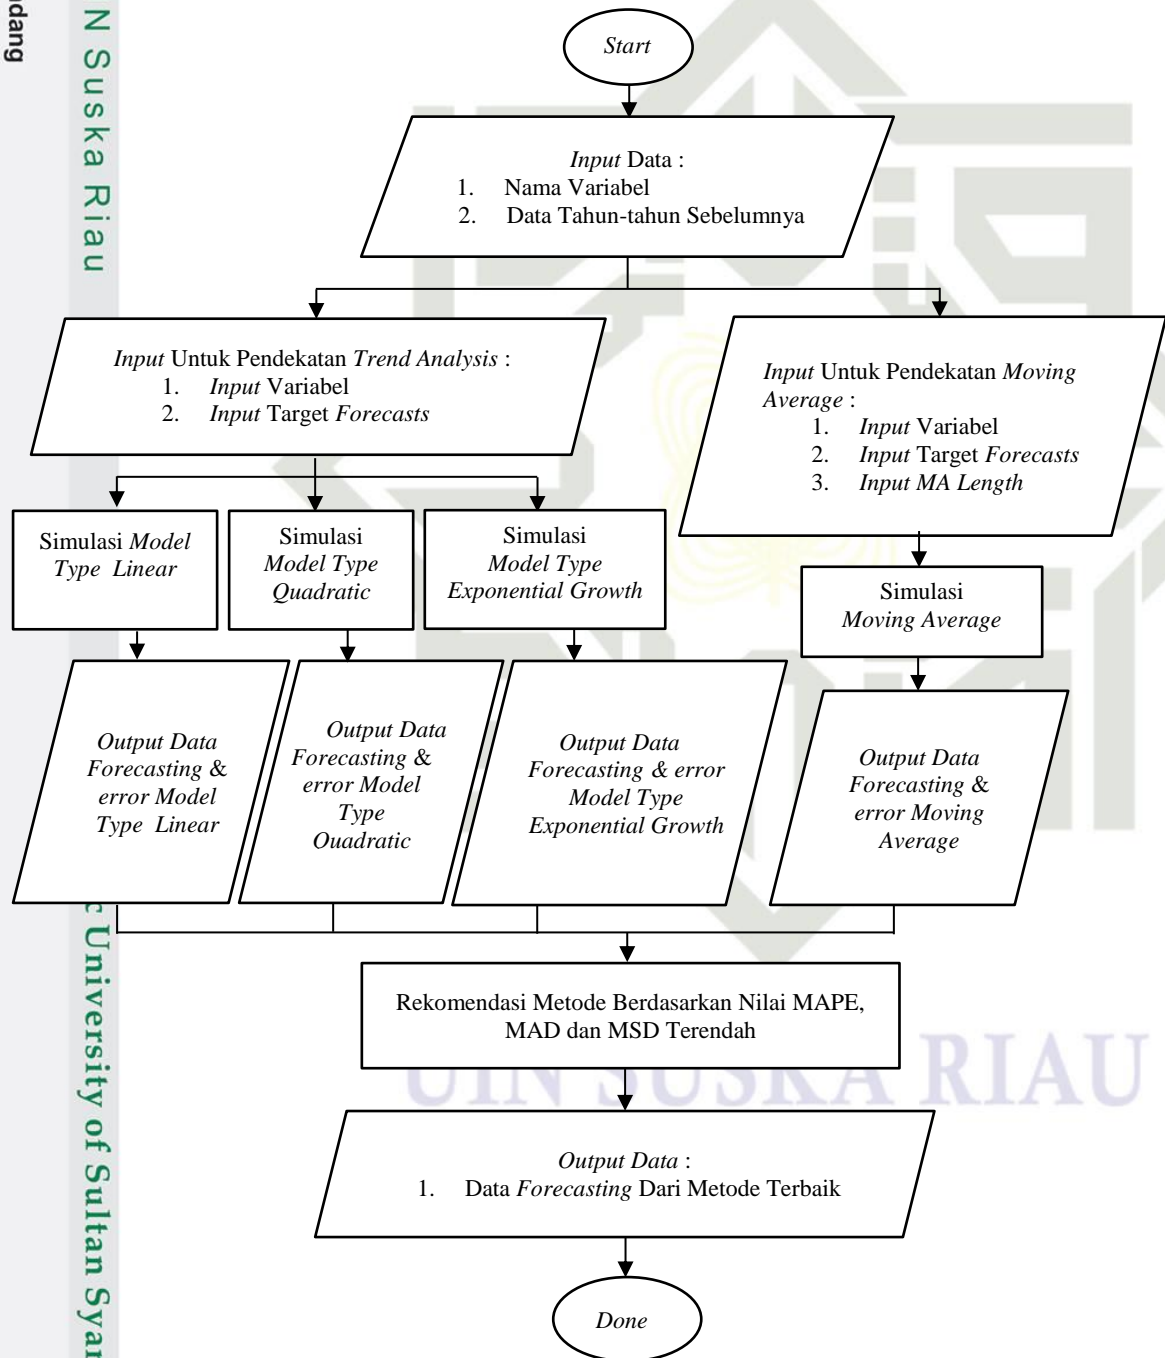 dang
N Suska Riau
Start
Input Data :
1. Nama Variabel
2. Data Tahun-tahun Sebelumnya
Input Untuk Pendekatan Trend Analysis :
1. Input Variabel
2. Input Target Forecasts
Input Untuk Pendekatan Moving
Average :
1. Input Variabel
2. Input Target Forecasts
3. Input MA Length
Simulasi Model
Type Linear
Simulasi
Model Type
Quadratic
Simulasi
Model Type
Exponential Growth
Simulasi
Moving Average
Output Data
Forecasting &
error Model
Type Linear
Output Data
Forecasting &
error Model
Type
Quadratic
Output Data
Forecasting & error
Model Type
Exponential Growth
Output Data
Forecasting &
error Moving
Average
c University of Sultan Syar
Rekomendasi Metode Berdasarkan Nilai MAPE,
MAD dan MSD Terendah
UIN SUSKA RIAU
Output Data :
1. Data Forecasting Dari Metode Terbaik
Done